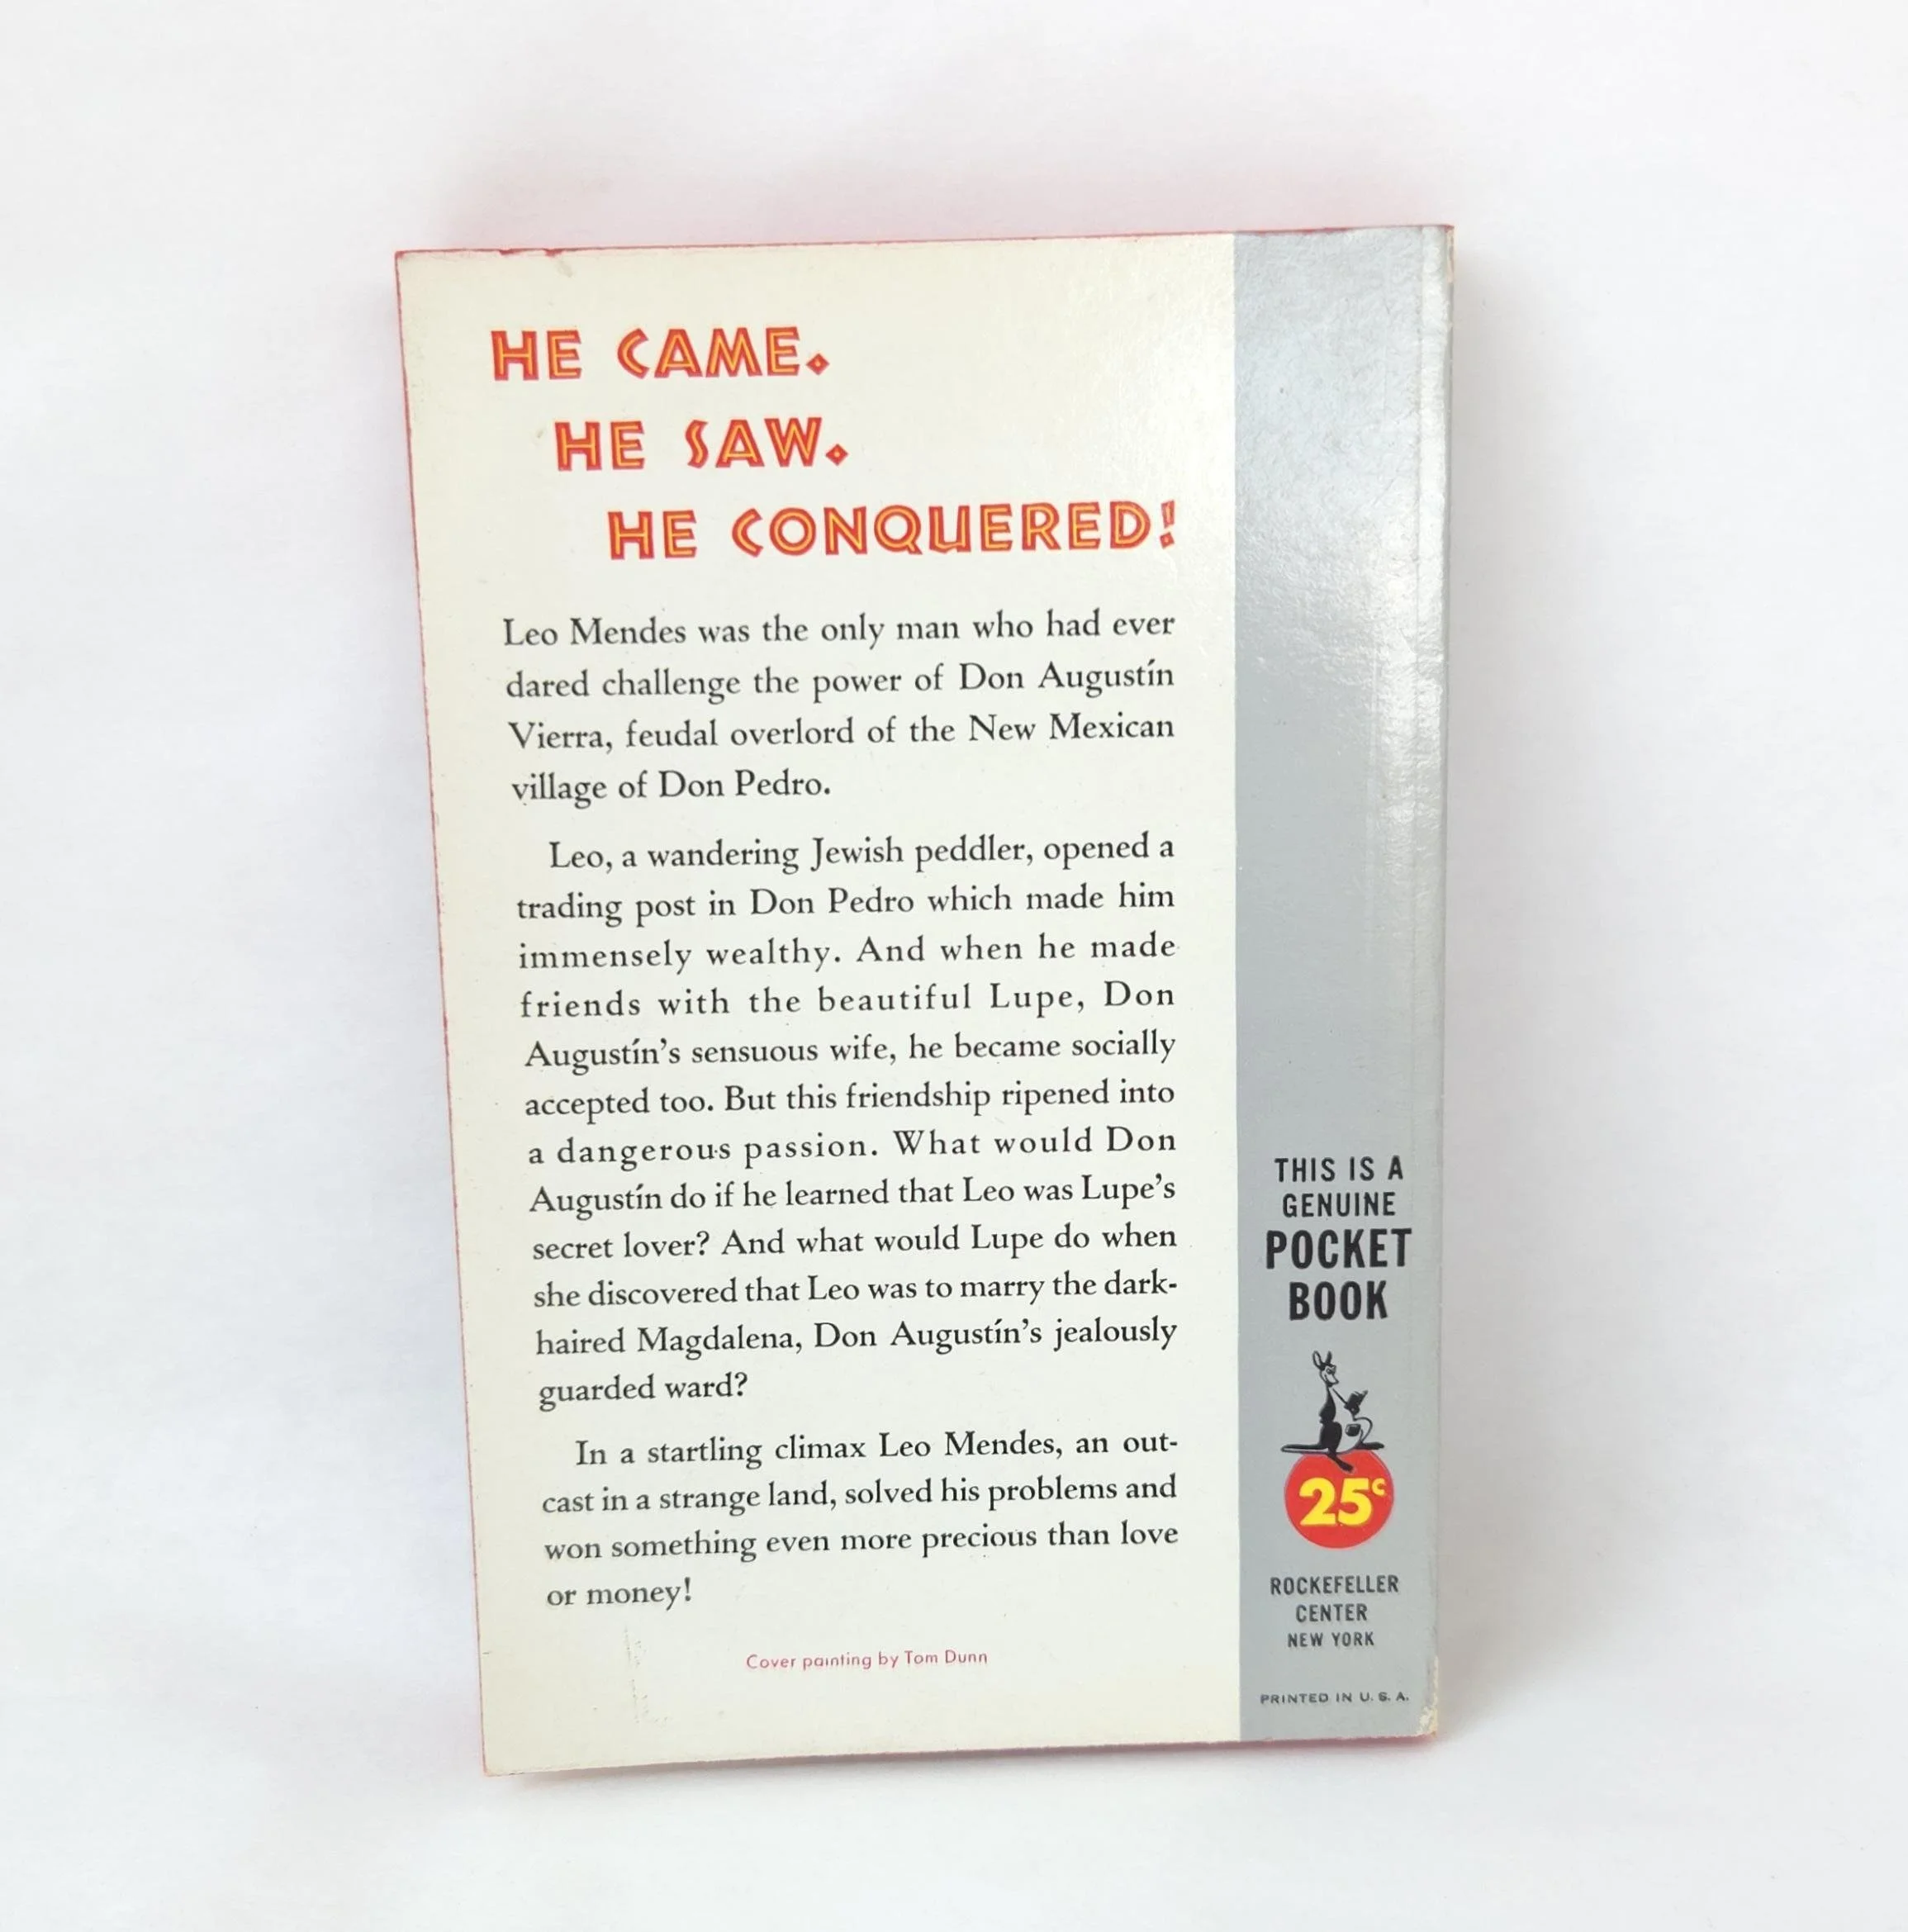 HE CAME.
HE SAW.
HE CONQUERED!
Leo Mendes was the only man who had ever
dared challenge the power of Don Augustín
Vierra, feudal overlord of the New Mexican
village of Don Pedro.
Leo, a wandering Jewish peddler, opened a
trading post in Don Pedro which made him
immensely wealthy. And when he made
friends with the beautiful Lupe, Don
Augustín's sensuous wife, he became socially
accepted too. But this friendship ripened into
a dangerous passion. What would Don
Augustín do if he learned that Leo was Lupe's
secret lover? And what would Lupe do when
she discovered that Leo was to marry the dark-
haired Magdalena, Don Augustín's jealously
guarded ward?
In a startling climax Leo Mendes, an out-
cast in a strange land, solved his problems and
won something even more precious than love
or money!
Cover painting by Tom Dunn
THIS IS A
GENUINE
POCKET
BOOK
25c
ROCKEFELLER
CENTER
NEW YORK
PRINTED IN U. S. A.